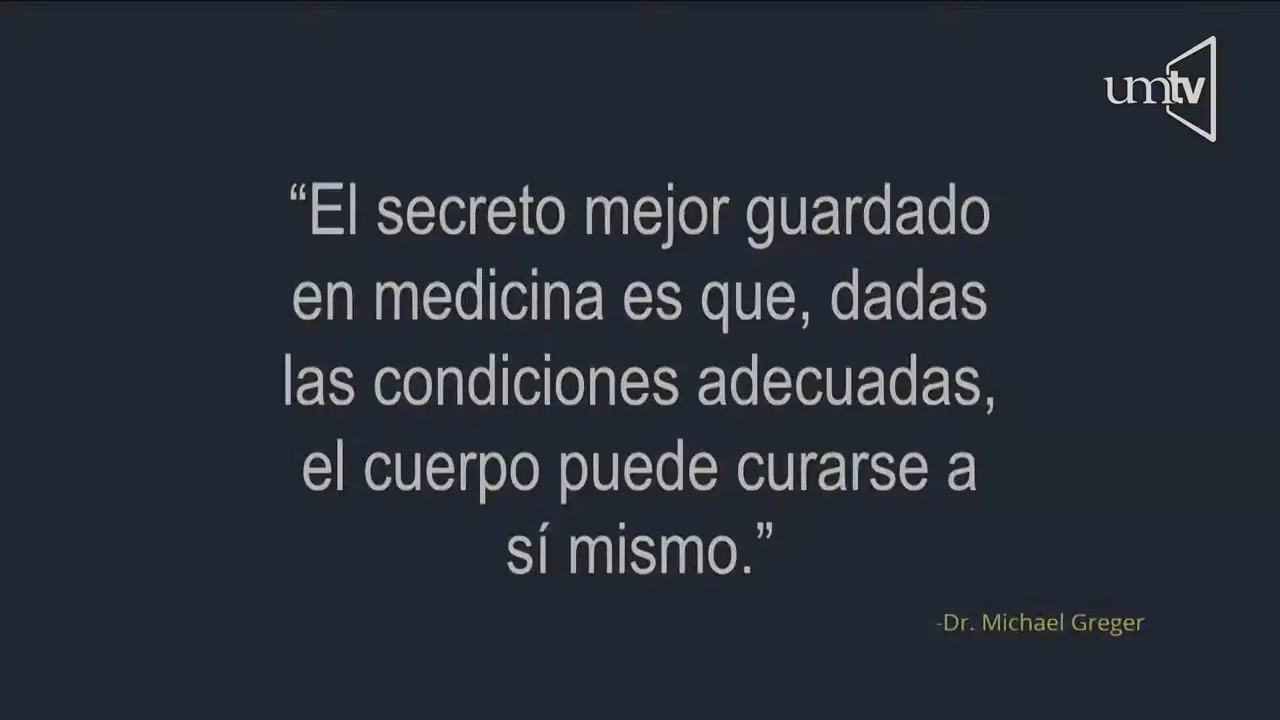 umtv
“El secreto mejor guardado
en medicina es que, dadas
las condiciones adecuadas,
el cuerpo puede curarse a
sí mismo.”
-Dr. Michael Greger